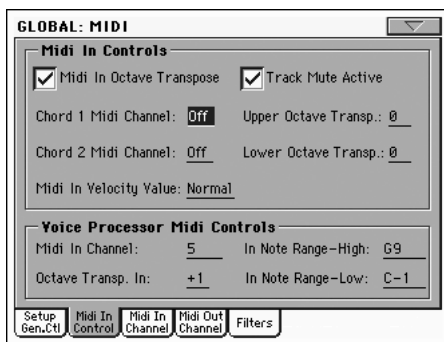 GLOBAL: MIDI
Midi In Controls
Midi In Octave Transpose Track Mute Active
Chord 1 Midi Channel: Off Upper Octave Transp.: 0
Chord 2 Midi Channel: Off Lower Octave Transp.: 0
Midi In Velocity Value: Normal
Voice Processor Midi Controls
Midi In Channel: 5 In Note Range-High: G9
Octave Transp. In: +1 In Note Range-Low: C-1
Setup Gen.Ctl Midi In Control Midi In Channel Midi Out Channel Filters